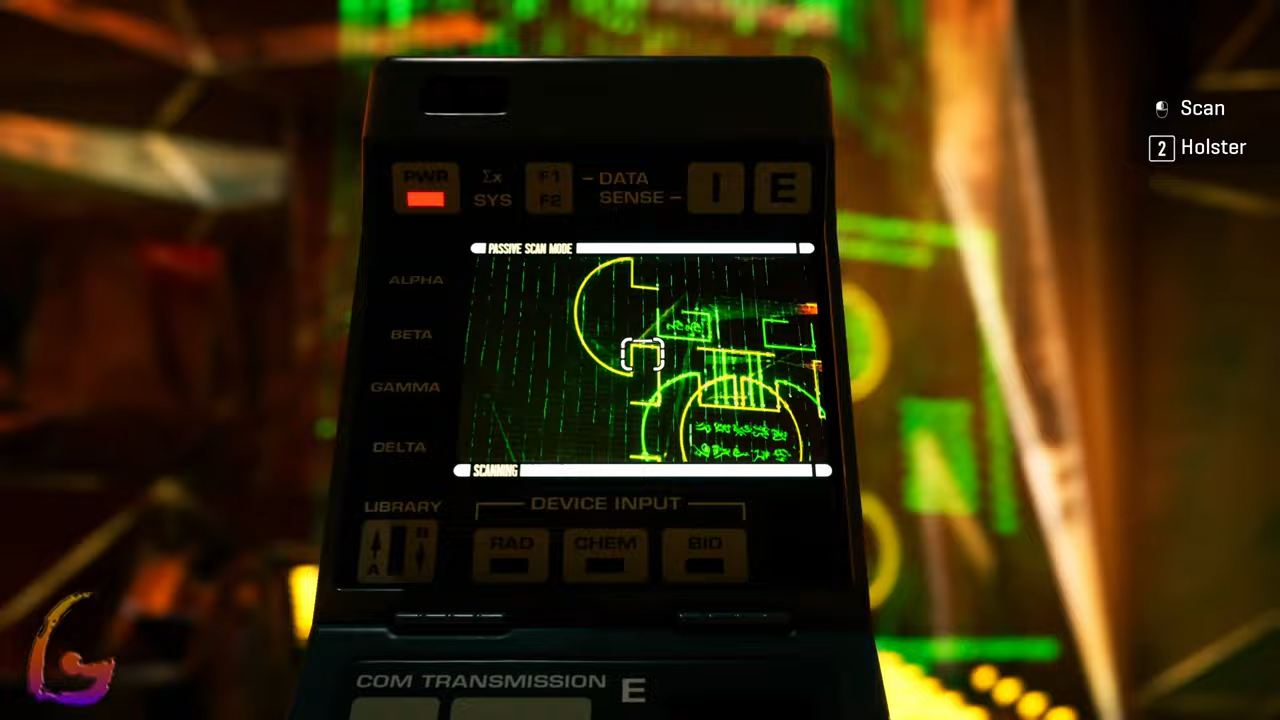 Scan
2 Holster
PWR
Σx
SYS
F1
F2
– DATA
SENSE –
I
E
PASSIVE SCAN MODE
ALPHA
BETA
GAMMA
DELTA
SCANNING
LIBRARY
A
B
DEVICE INPUT
RAD
CHEM
BIO
COM TRANSMISSION
E